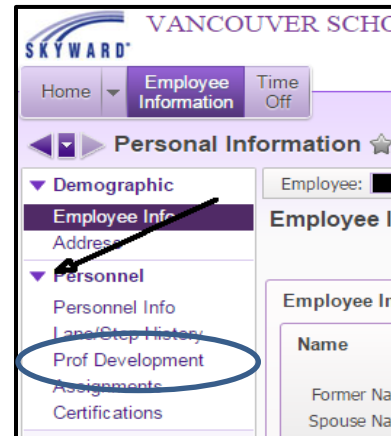 VANCOUVER SCHO
SKYWARD
Home
Employee Information
Time Off
Personal Information
Demographic
Employee:
Employee Info
Employee I
Address
Personnel
Personnel Info
Employee In
Lane/Step History
Name
Prof Development
Assignments
Former Na
Certifications
Spouse Na